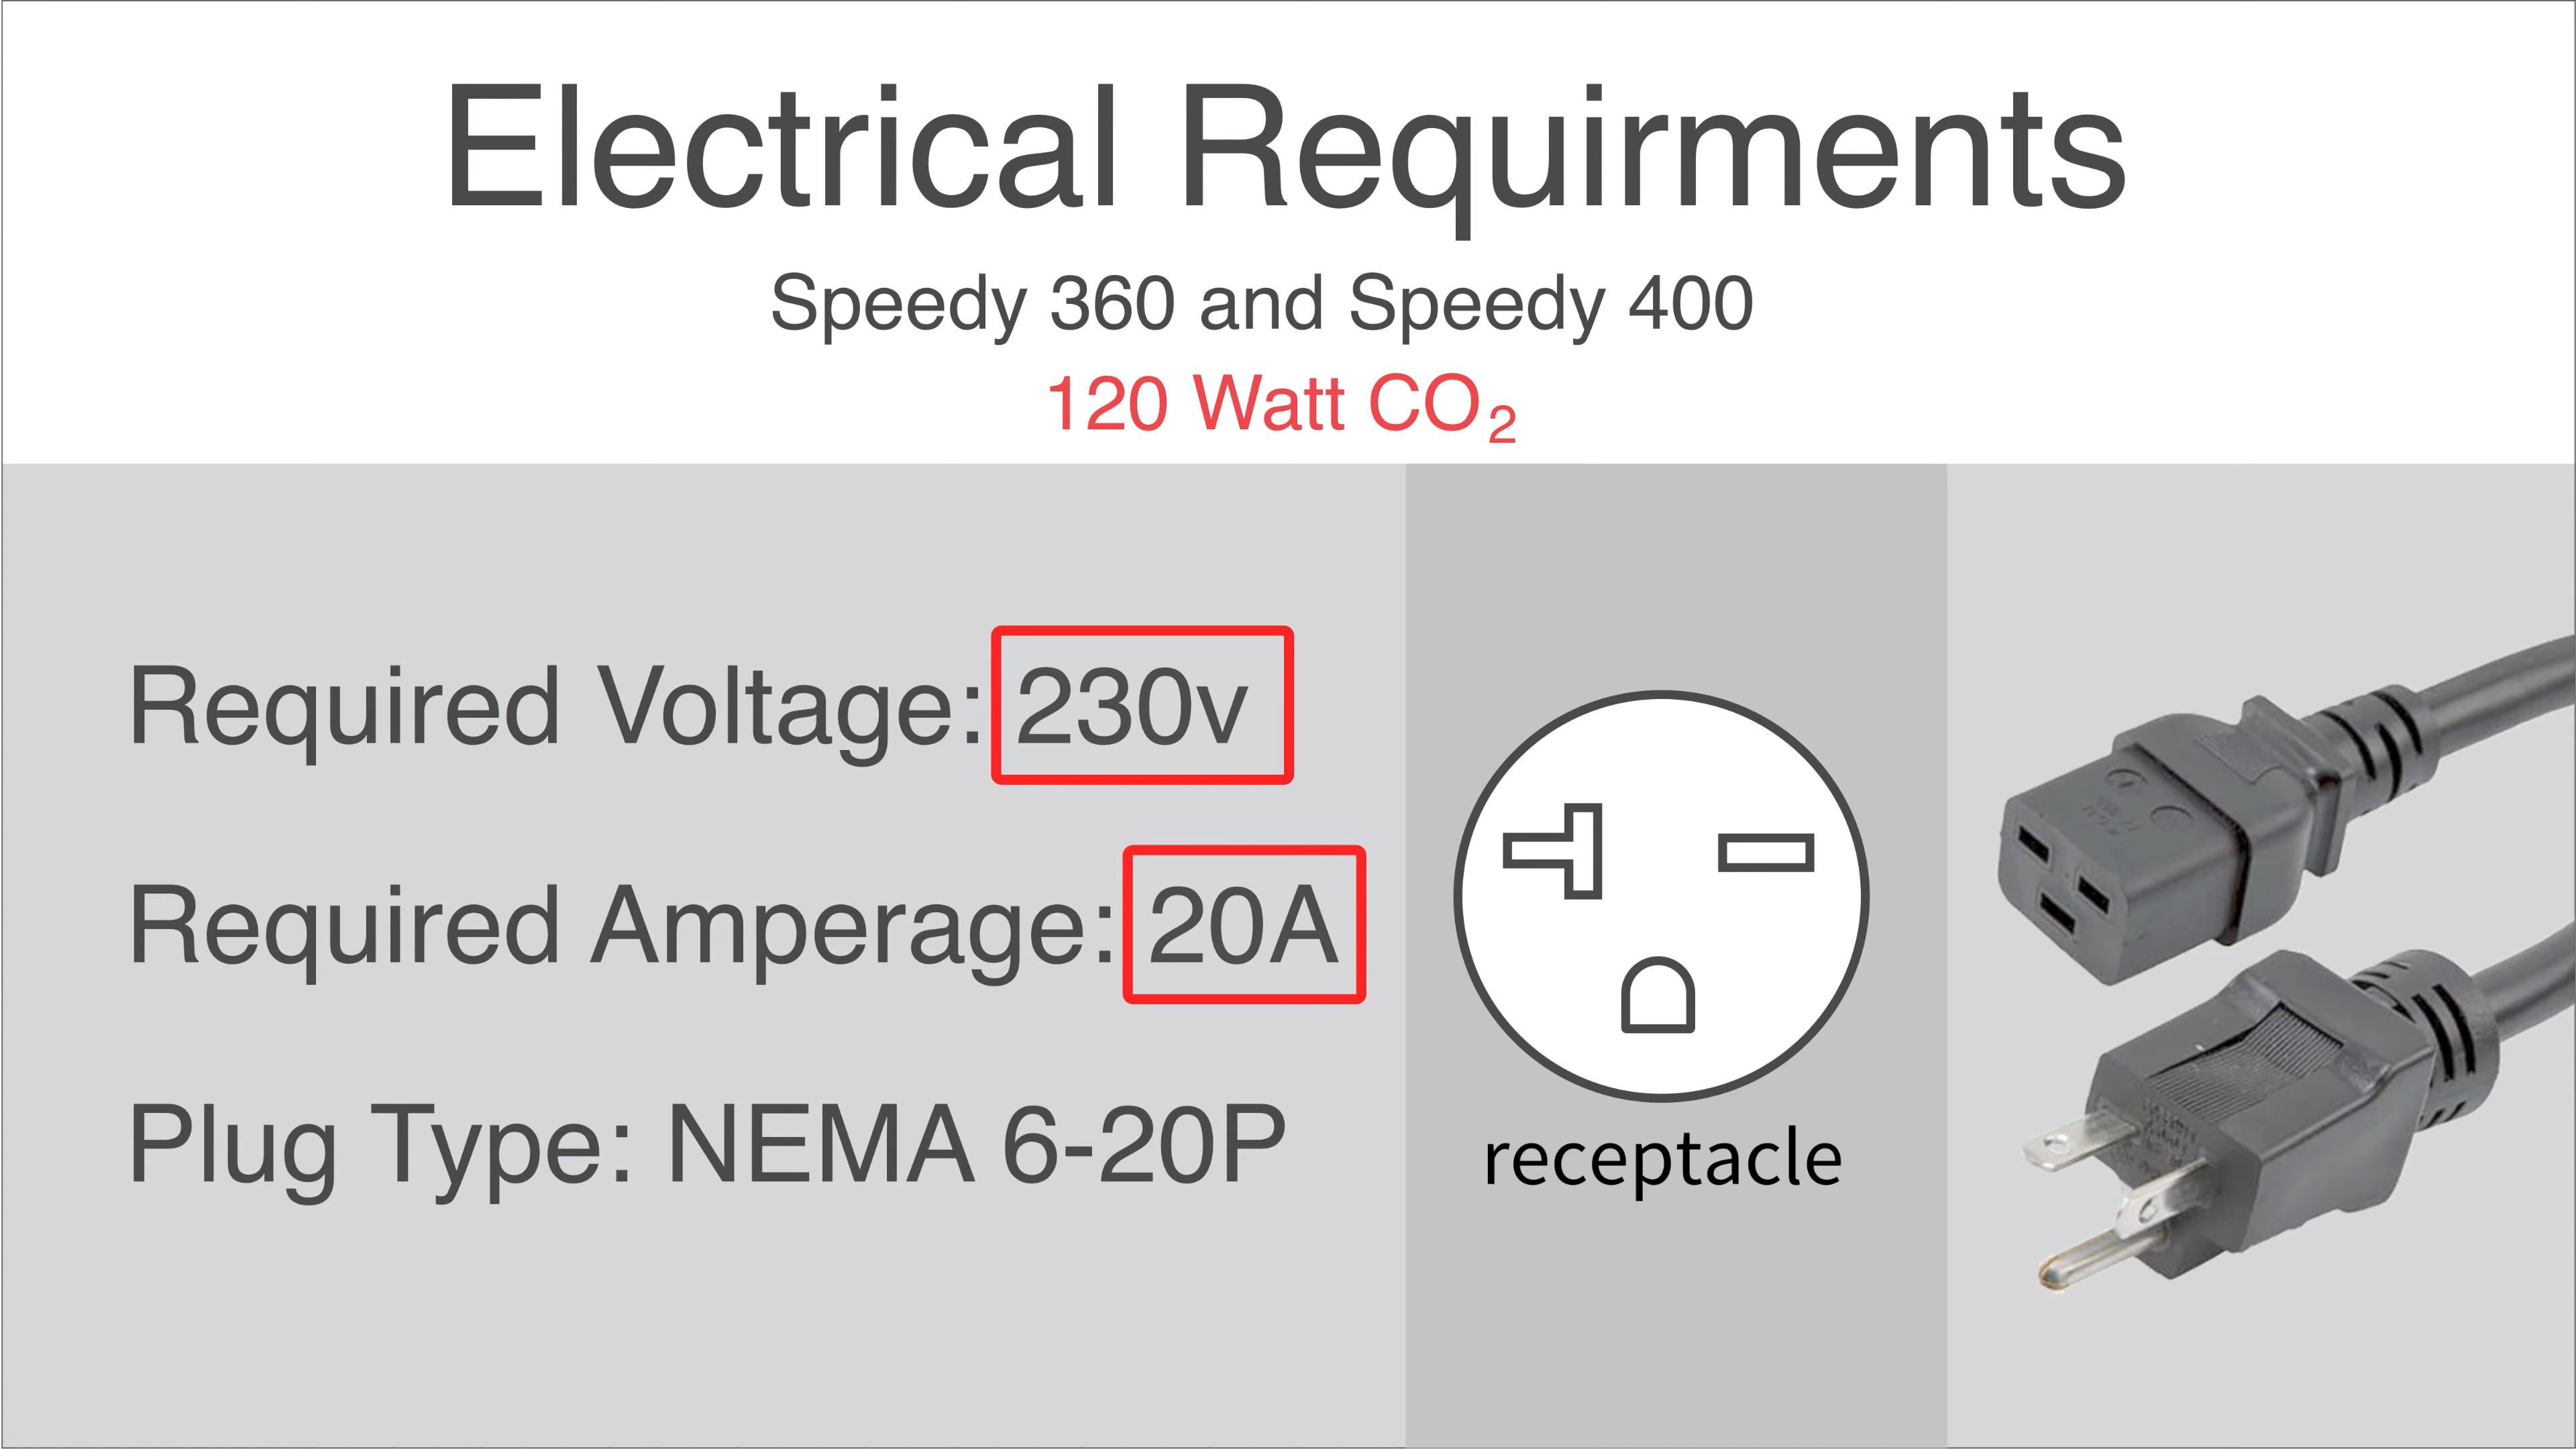 Electrical Requirments
Speedy 360 and Speedy 400
120 Watt CO₂
Required Voltage: 230v
Required Amperage: 20A
Plug Type: NEMA 6-20P
receptacle